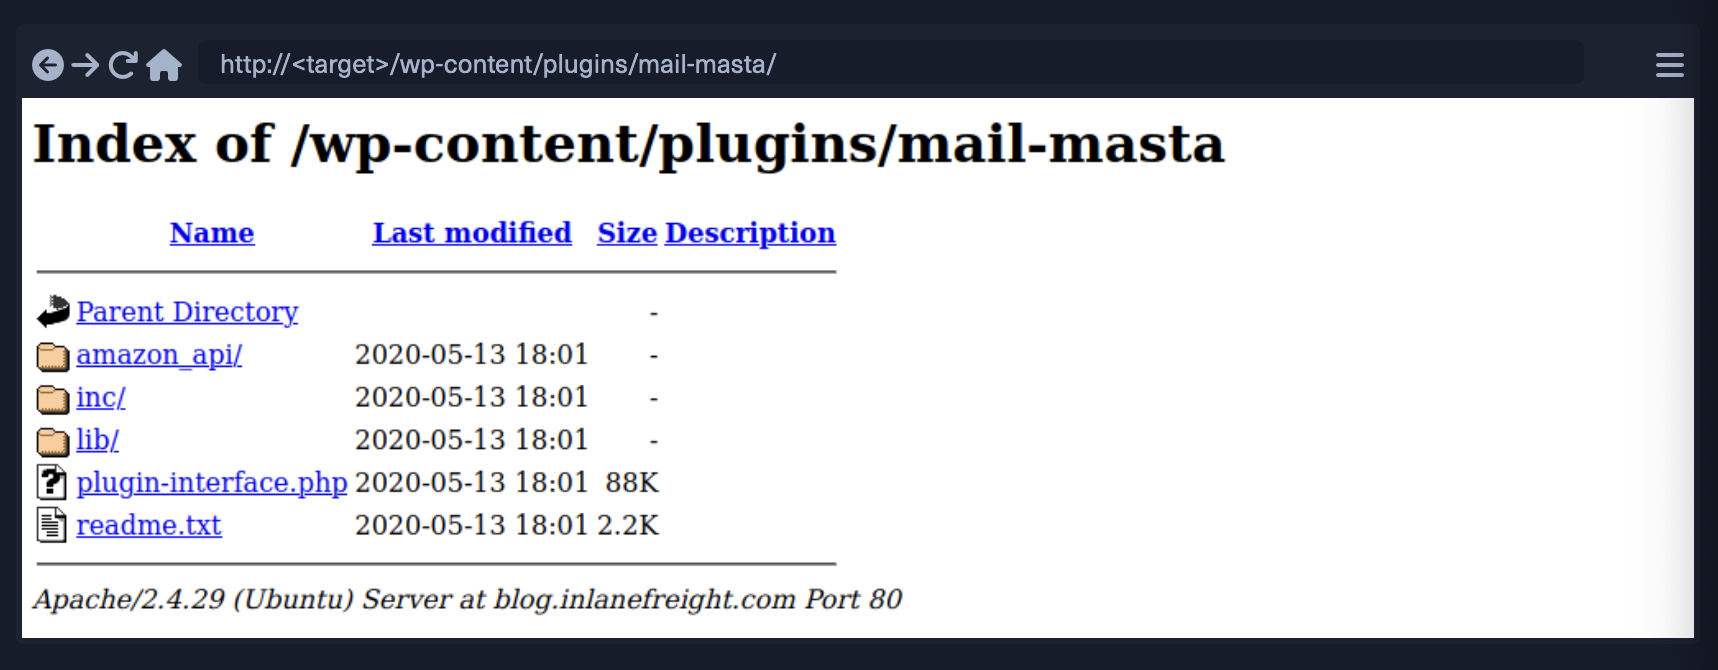 http://<target>/wp-content/plugins/mail-masta/
Index of /wp-content/plugins/mail-masta
Name Last modified Size Description
Parent Directory -
amazon_api/ 2020-05-13 18:01 -
inc/ 2020-05-13 18:01 -
lib/ 2020-05-13 18:01 -
plugin-interface.php 2020-05-13 18:01 88K
readme.txt 2020-05-13 18:01 2.2K
Apache/2.4.29 (Ubuntu) Server at blog.inlanefreight.com Port 80